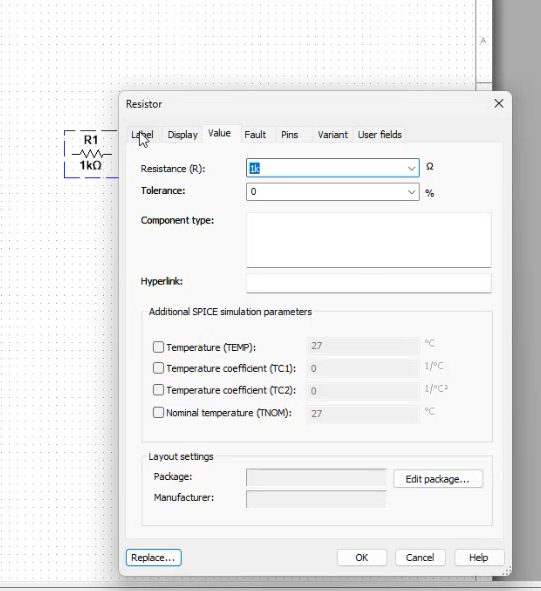 A
Resistor
R1
1kΩ
Label Display Value Fault Pins Variant User fields
Resistance (R): 1k Ω
Tolerance: 0 %
Component type:
Hyperlink:
Additional SPICE simulation parameters
Temperature (TEMP): 27 °C
Temperature coefficient (TC1): 0 1/°C
Temperature coefficient (TC2): 0 1/°C²
Nominal temperature (TNOM): 27 °C
Layout settings
Package: Edit package...
Manufacturer:
Replace... OK Cancel Help